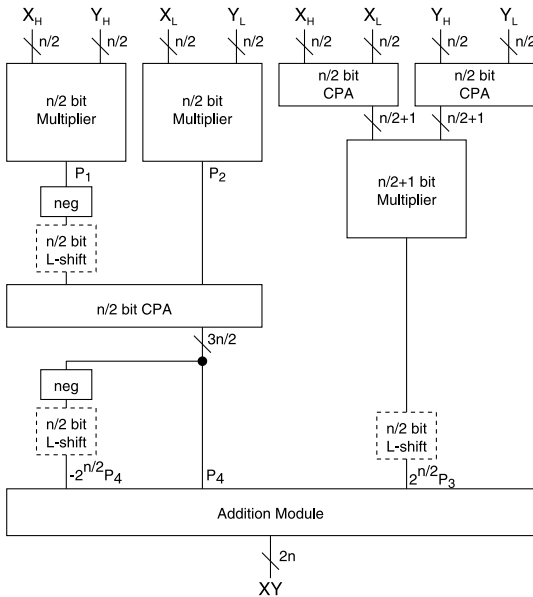 X_H Y_H X_L Y_L X_H X_L Y_H Y_L
n/2 n/2 n/2 n/2 n/2 n/2 n/2 n/2
n/2 bit
Multiplier
n/2 bit
Multiplier
n/2 bit
CPA
n/2 bit
CPA
n/2+1 n/2+1
P_1 P_2
n/2+1 bit
Multiplier
neg
n/2 bit
L-shift
n/2 bit CPA
3n/2
neg
n/2 bit
L-shift
n/2 bit
L-shift
-2^{n/2}P_4 P_4 2^{n/2}P_3
Addition Module
2n
XY